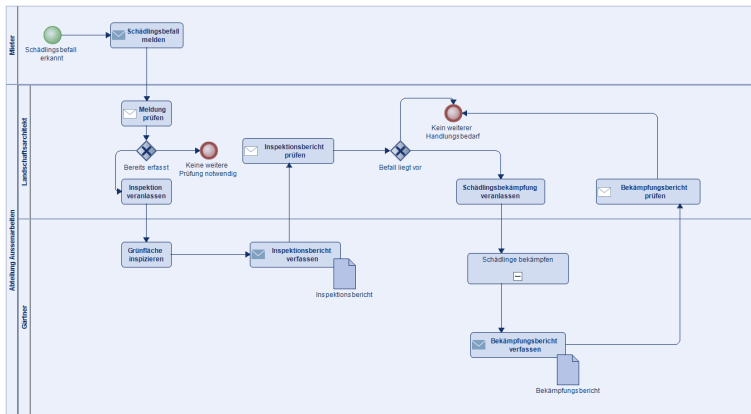 Mieter
Schädlingsbefall
erkannt
Schädlingsbefall
melden
Abteilung Aussenarbeiten
Landschaftsarchitekt
Meldung
prüfen
Bereits erfasst
Keine weitere
Prüfung notwendig
Inspektion
veranlassen
Inspektionsbericht
prüfen
Befall liegt vor
Kein weiterer
Handlungsbedarf
Schädlingsbekämpfung
veranlassen
Bekämpfungsbericht
prüfen
Gärtner
Grünfläche
inspizieren
Inspektionsbericht
verfassen
Inspektionsbericht
Schädlinge bekämpfen
Bekämpfungsbericht
verfassen
Bekämpfungsbericht